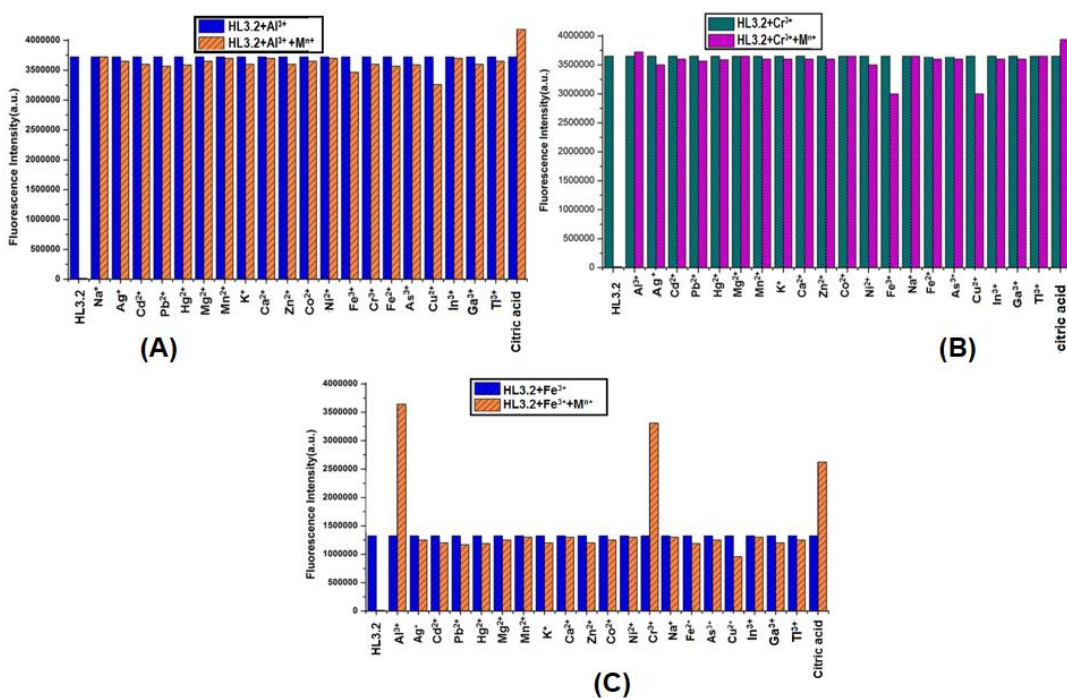 HL3.2+Al³⁺
HL3.2+Al³⁺+Mⁿ⁺
Fluorescence Intensity(a.u.)
4000000
3500000
3000000
2500000
2000000
1500000
1000000
500000
0
HL3.2
Na⁺
Ag⁺
Cd²⁺
Pb²⁺
Hg²⁺
Mg²⁺
Mn²⁺
K⁺
Ca²⁺
Zn²⁺
Co²⁺
Ni²⁺
Fe³⁺
Cr³⁺
Fe²⁺
As³⁺
Cu²⁺
In³⁺
Ga³⁺
Tl³⁺
Citric acid
(A)
HL3.2+Cr³⁺
HL3.2+Cr³⁺+Mⁿ⁺
Fluorescence Intensity(a.u.)
4000000
3500000
3000000
2500000
2000000
1500000
1000000
500000
0
HL3.2
Al³⁺
Ag⁺
Cd²⁺
Pb²⁺
Hg²⁺
Mg²⁺
Mn²⁺
K⁺
Ca²⁺
Zn²⁺
Co²⁺
Ni²⁺
Fe³⁺
Na⁺
Fe²⁺
As³⁺
Cu²⁺
In³⁺
Ga³⁺
Tl³⁺
citric acid
(B)
HL3.2+Fe³⁺
HL3.2+Fe³⁺+Mⁿ⁺
Fluorescence Intensity(a.u.)
4000000
3500000
3000000
2500000
2000000
1500000
1000000
500000
0
HL3.2
Al³⁺
Ag⁺
Cd²⁺
Pb²⁺
Hg²⁺
Mg²⁺
Mn²⁺
K⁺
Ca²⁺
Zn²⁺
Co²⁺
Ni²⁺
Cr³⁺
Na⁺
Fe²⁺
As³⁺
Cu²⁺
In³⁺
Ga³⁺
Tl³⁺
Citric acid
(C)